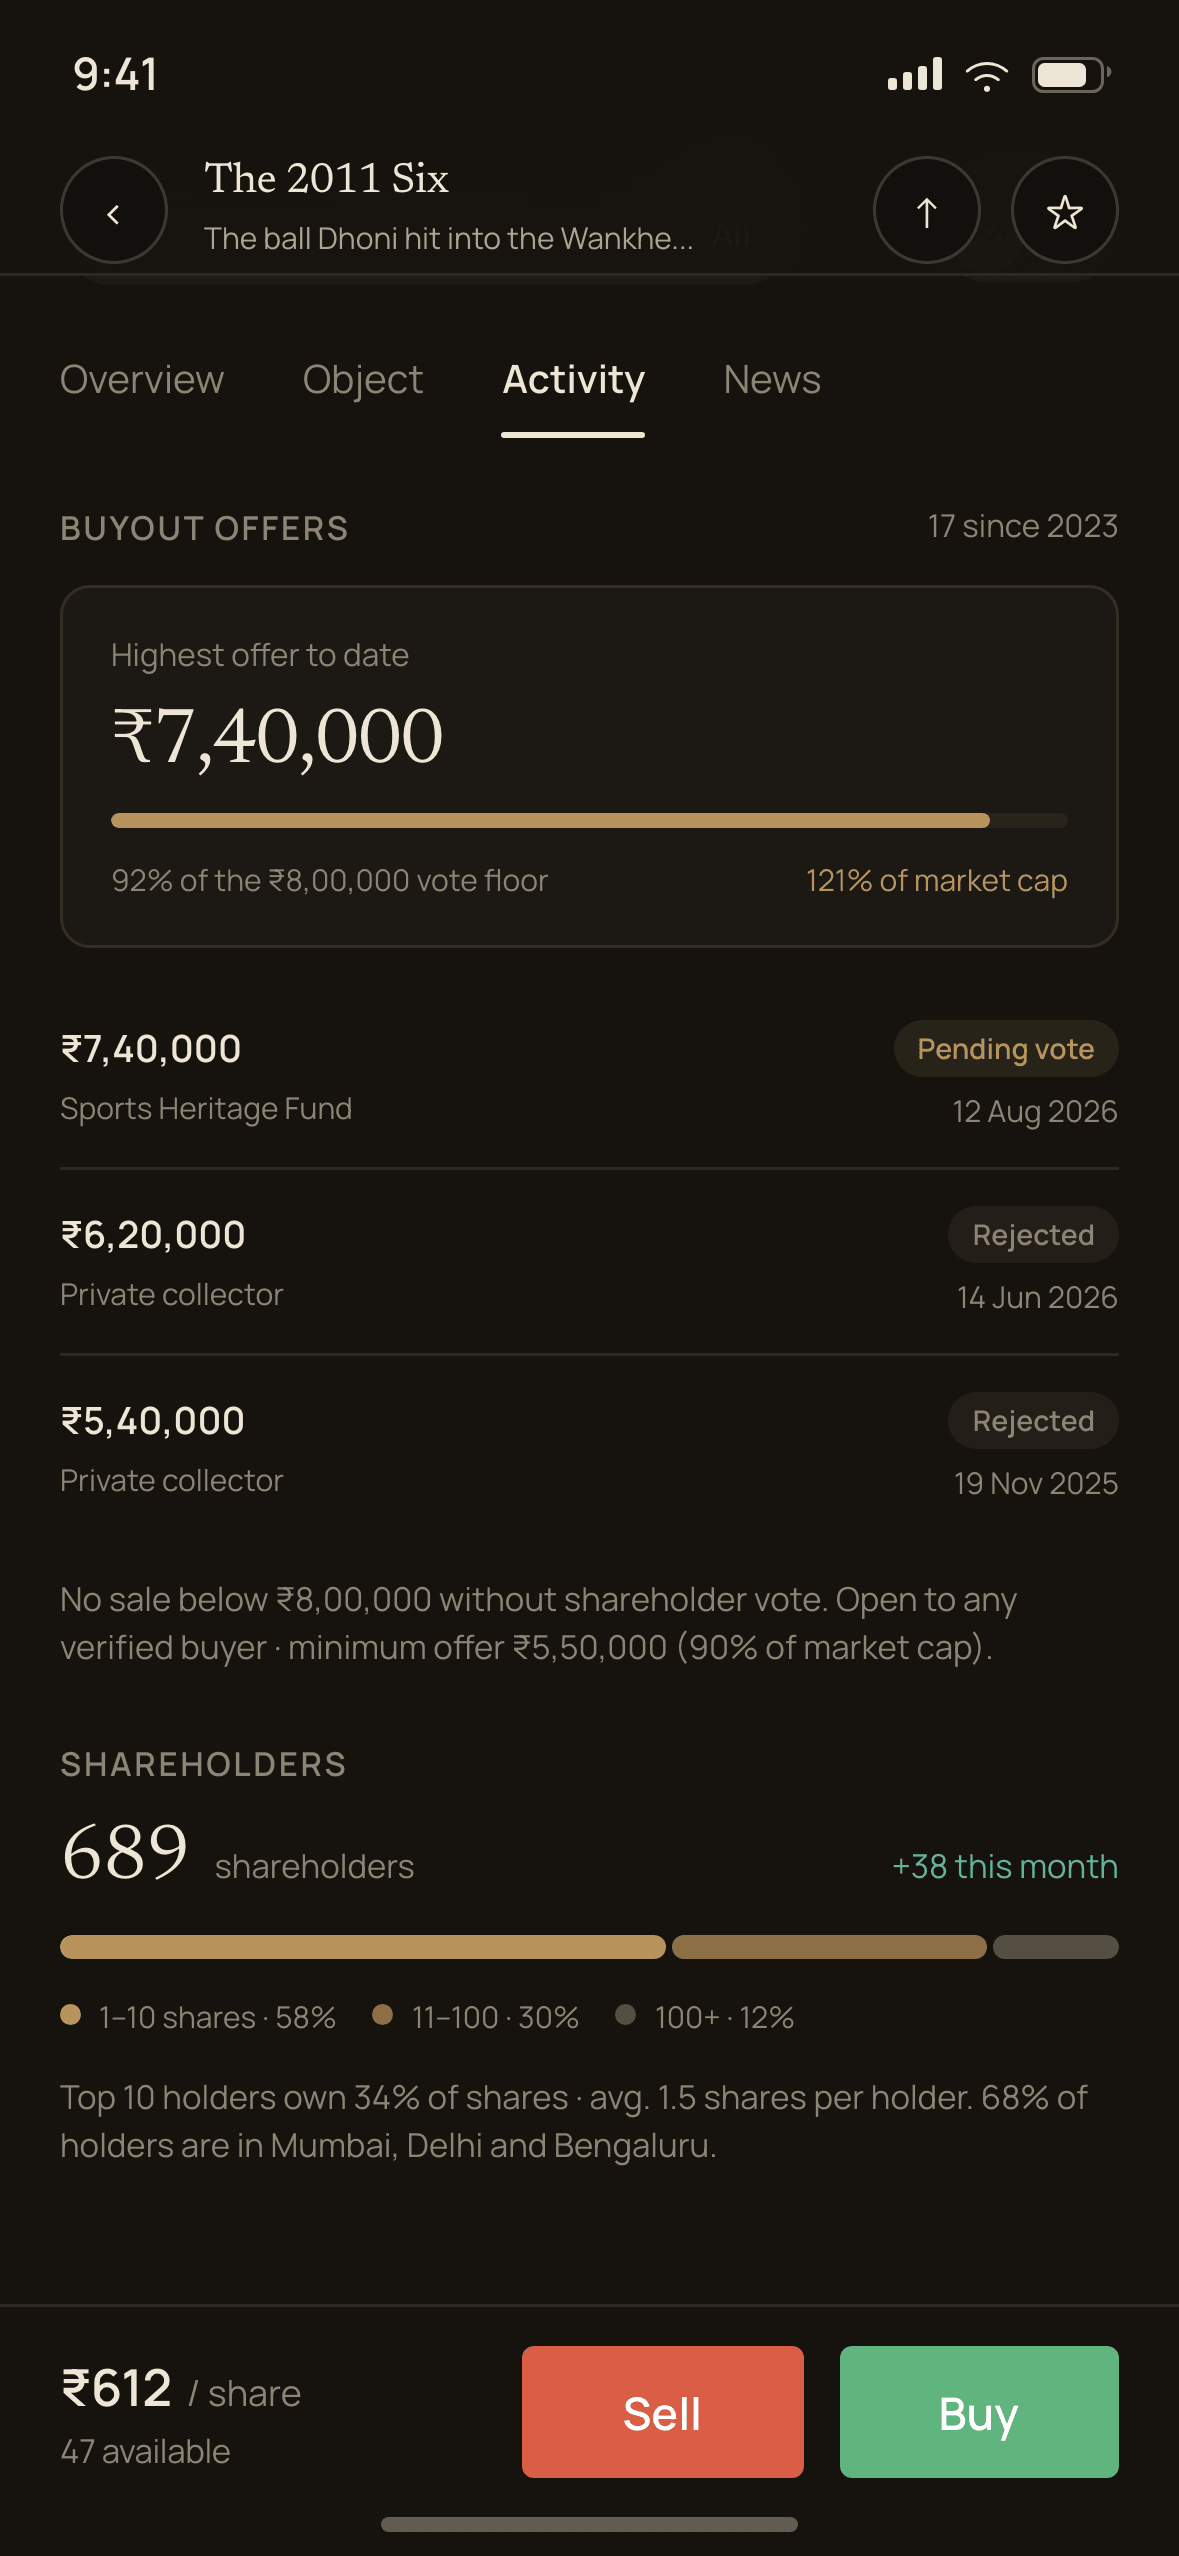 9:41
The 2011 Six
The ball Dhoni hit into the Wankhe...
All
Overview Object Activity News
BUYOUT OFFERS 17 since 2023
Highest offer to date
₹7,40,000
92% of the ₹8,00,000 vote floor 121% of market cap
₹7,40,000 Pending vote
Sports Heritage Fund 12 Aug 2026
₹6,20,000 Rejected
Private collector 14 Jun 2026
₹5,40,000 Rejected
Private collector 19 Nov 2025
No sale below ₹8,00,000 without shareholder vote. Open to any
verified buyer · minimum offer ₹5,50,000 (90% of market cap).
SHAREHOLDERS
689 shareholders +38 this month
1–10 shares · 58% 11–100 · 30% 100+ · 12%
Top 10 holders own 34% of shares · avg. 1.5 shares per holder. 68% of
holders are in Mumbai, Delhi and Bengaluru.
₹612 / share
47 available
Sell
Buy